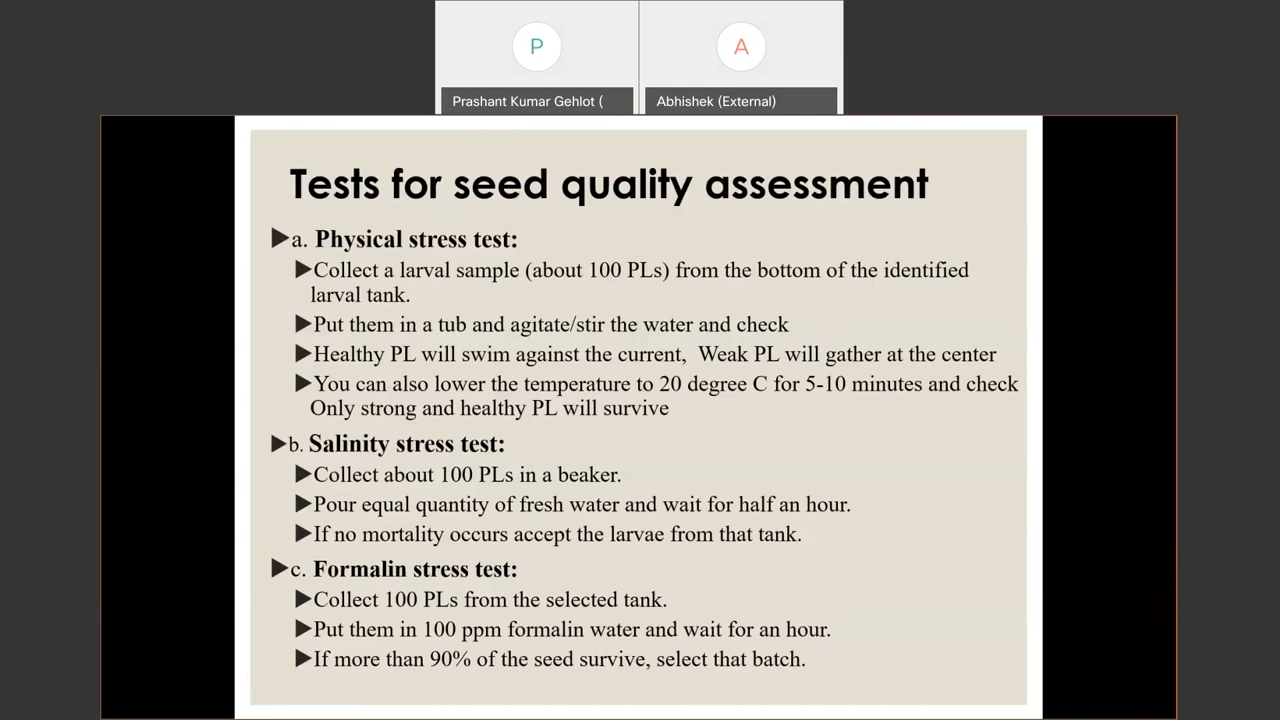 P
A
Prashant Kumar Gehlot (
Abhishek (External)
Tests for seed quality assessment
a. Physical stress test:
Collect a larval sample (about 100 PLs) from the bottom of the identified
larval tank.
Put them in a tub and agitate/stir the water and check
Healthy PL will swim against the current, Weak PL will gather at the center
You can also lower the temperature to 20 degree C for 5-10 minutes and check
Only strong and healthy PL will survive
b. Salinity stress test:
Collect about 100 PLs in a beaker.
Pour equal quantity of fresh water and wait for half an hour.
If no mortality occurs accept the larvae from that tank.
c. Formalin stress test:
Collect 100 PLs from the selected tank.
Put them in 100 ppm formalin water and wait for an hour.
If more than 90% of the seed survive, select that batch.